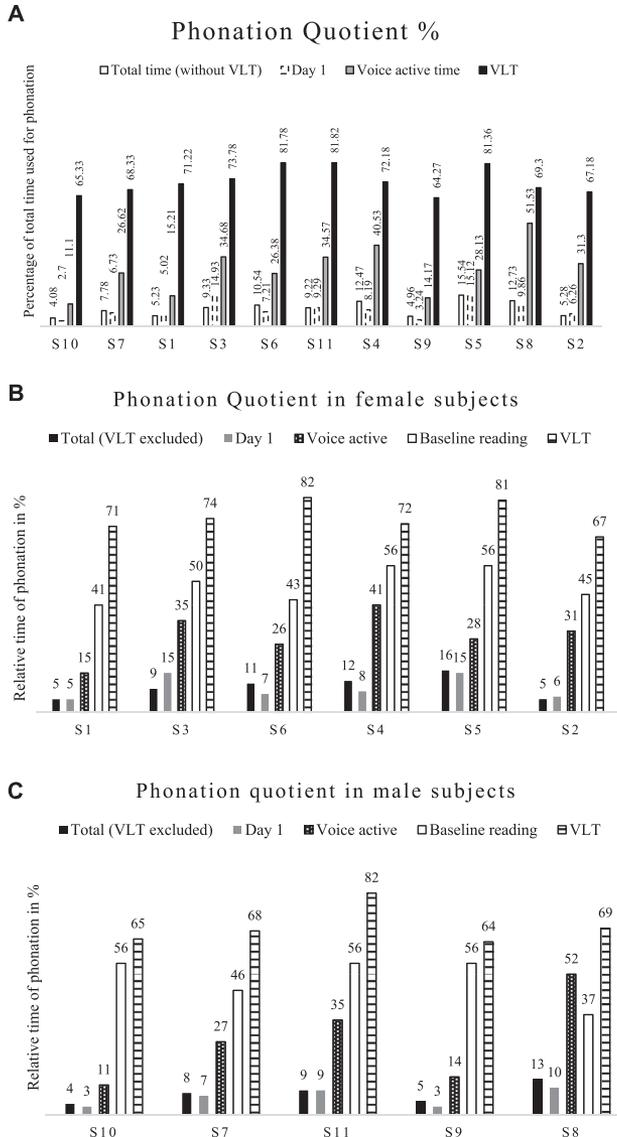 A
Phonation Quotient %
Total time (without VLT) Day 1 Voice active time VLT
Percentage of total time used for phonation
4.08 2.7 11.1 65.33
7.78 6.73 26.62 68.33
5.23 5.02 15.21 71.22
9.33 14.93 34.68 73.78
10.54 7.21 26.38 81.78
9.22 9.29 34.57 81.82
12.47 8.19 40.53 72.18
4.96 3.24 14.17 64.27
15.54 15.12 28.13 81.36
12.73 9.86 51.53 69.3
5.28 6.26 31.3 67.18
S10 S7 S1 S3 S6 S11 S4 S9 S5 S8 S2
B
Phonation Quotient in female subjects
Total (VLT excluded) Day 1 Voice active Baseline reading VLT
Relative time of phonation in %
5 5 15 41 71
9 15 35 50 74
11 7 26 43 82
12 8 41 56 72
16 15 28 56 81
5 6 31 45 67
S1 S3 S6 S4 S5 S2
C
Phonation quotient in male subjects
Total (VLT excluded) Day 1 Voice active Baseline reading VLT
Relative time of phonation in %
4 3 11 56 65
8 7 27 46 68
9 9 35 56 82
5 3 14 56 64
13 10 52 37 69
S10 S7 S11 S9 S8